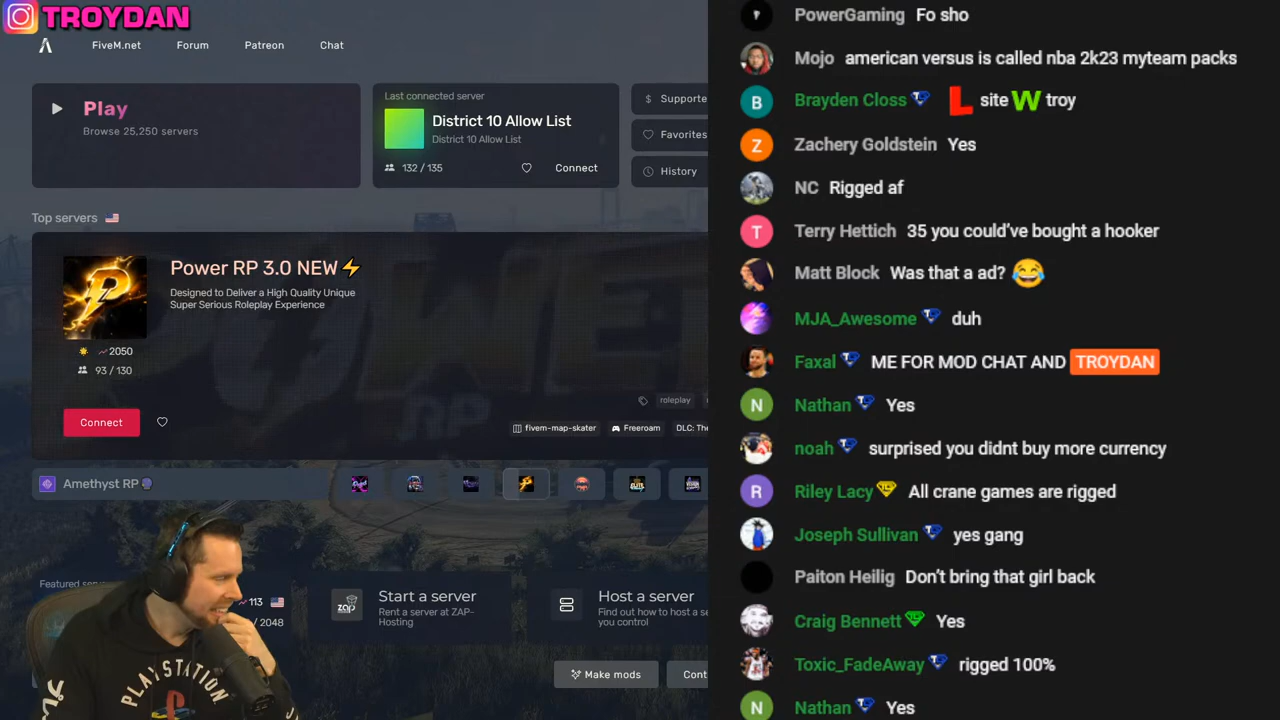 TROYDAN
FiveM.net
Forum
Patreon
Chat
Play
Browse 25,250 servers
Last connected server
District 10 Allow List
District 10 Allow List
132 / 135
Connect
Supporte
Favorites
History
Top servers
Power RP 3.0 NEW⚡
Designed to Deliver a High Quality Unique
Super Serious Roleplay Experience
2050
93 / 130
POWER
RP
Connect
roleplay
fivem-map-skater
Freeroam
DLC: The
Amethyst RP
Featured serv
113
/ 2048
ZAP
Start a server
Rent a server at ZAP-
Hosting
Host a server
Find out how to host a se
you control
Make mods
Cont
PLAYSTATION
PowerGaming Fo sho
Mojo american versus is called nba 2k23 myteam packs
B Brayden Closs L site W troy
Z Zachery Goldstein Yes
NC Rigged af
T Terry Hettich 35 you could've bought a hooker
Matt Block Was that a ad? 😂
MJA_Awesome duh
Faxal ME FOR MOD CHAT AND TROYDAN
N Nathan Yes
noah surprised you didnt buy more currency
R Riley Lacy All crane games are rigged
Joseph Sullivan yes gang
Paiton Heilig Don't bring that girl back
Craig Bennett Yes
Toxic_FadeAway rigged 100%
N Nathan Yes